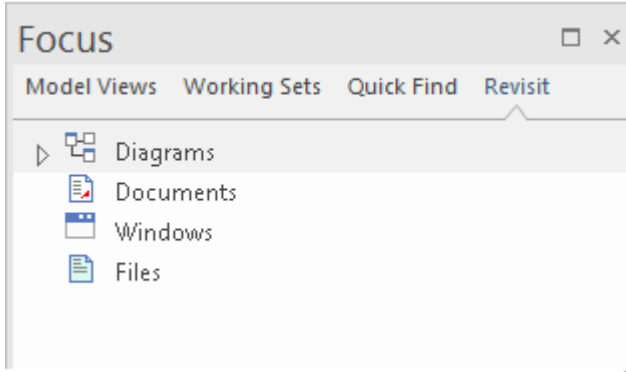 Focus
Model Views Working Sets Quick Find Revisit
Diagrams
Documents
Windows
Files